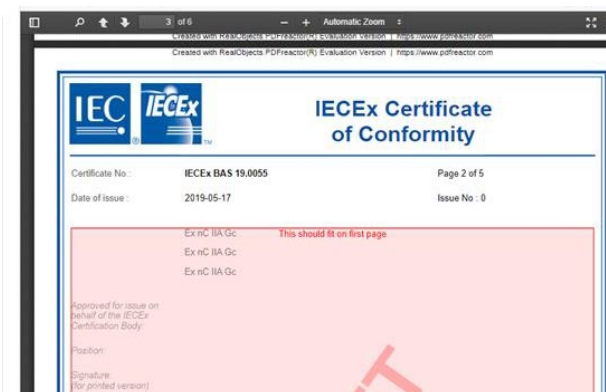 3 of 6 − + Automatic Zoom
Created with RealObjects PDFreactor(R) Evaluation Version | https://www.pdfreactor.com
Created with RealObjects PDFreactor(R) Evaluation Version | https://www.pdfreactor.com
IEC ® IECEx TM
IECEx Certificate
of Conformity
Certificate No.: IECEx BAS 19.0055 Page 2 of 5
Date of issue : 2019-05-17 Issue No : 0
Ex nC IIA Gc This should fit on first page
Ex nC IIA Gc
Ex nC IIA Gc
Approved for issue on
behalf of the IECEx
Certification Body:
Position:
Signature:
(for printed version)